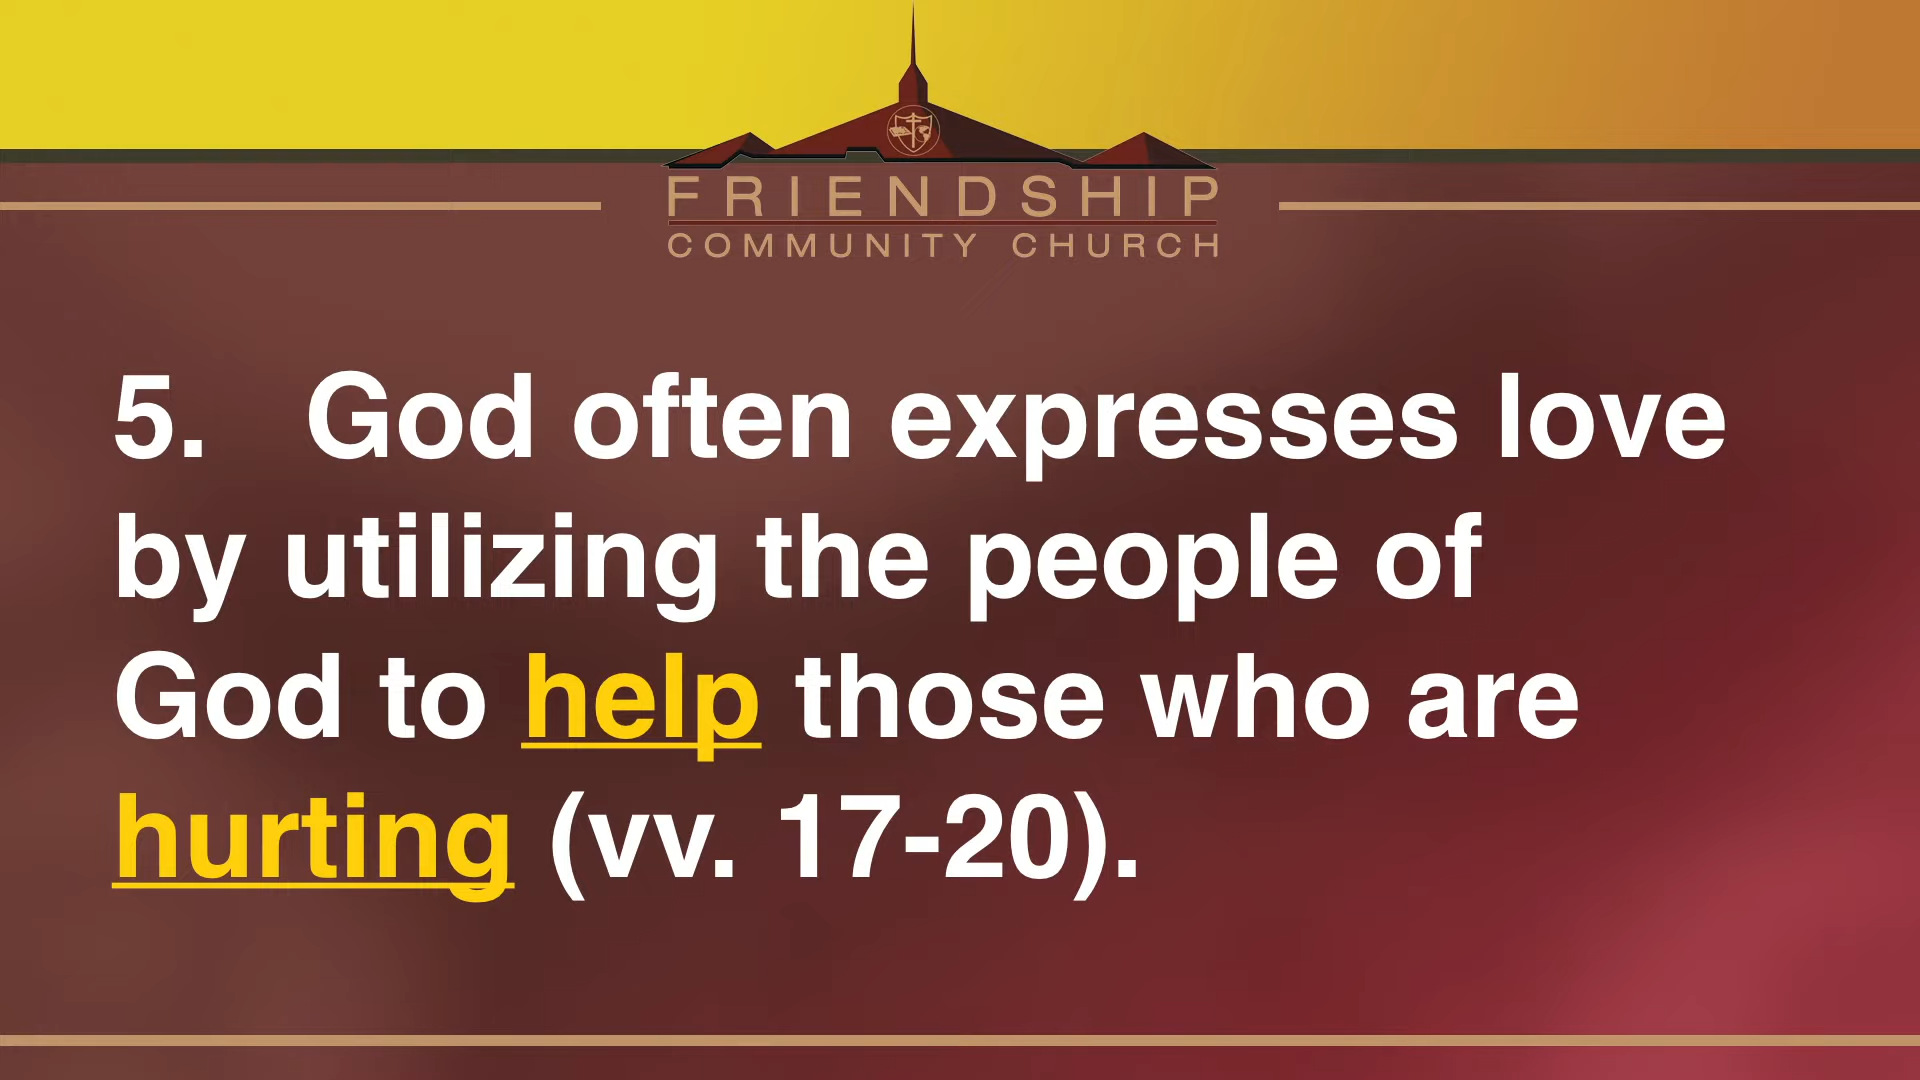 FRIENDSHIP
COMMUNITY CHURCH
5. God often expresses love
by utilizing the people of
God to help those who are
hurting (vv. 17-20).